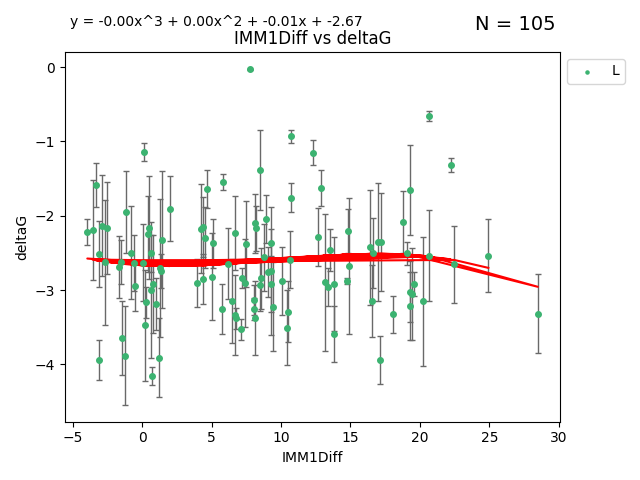 y = -0.00x^3 + 0.00x^2 + -0.01x + -2.67
N = 105
IMM1Diff vs deltaG
L
0
−1
−2
−3
−4
deltaG
−5 0 5 10 15 20 25 30
IMM1Diff